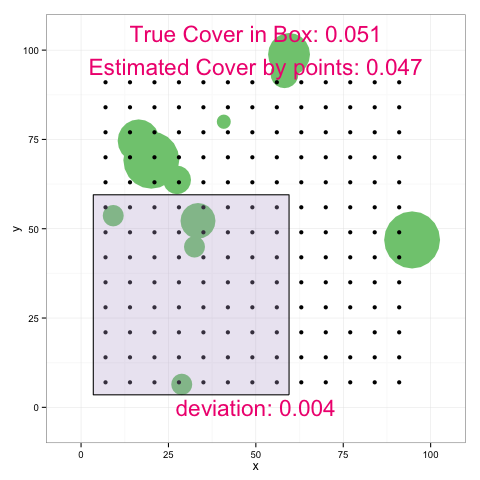 True Cover in Box: 0.051
Estimated Cover by points: 0.047
100
75
50
25
0
y
deviation: 0.004
0 25 50 75 100
x